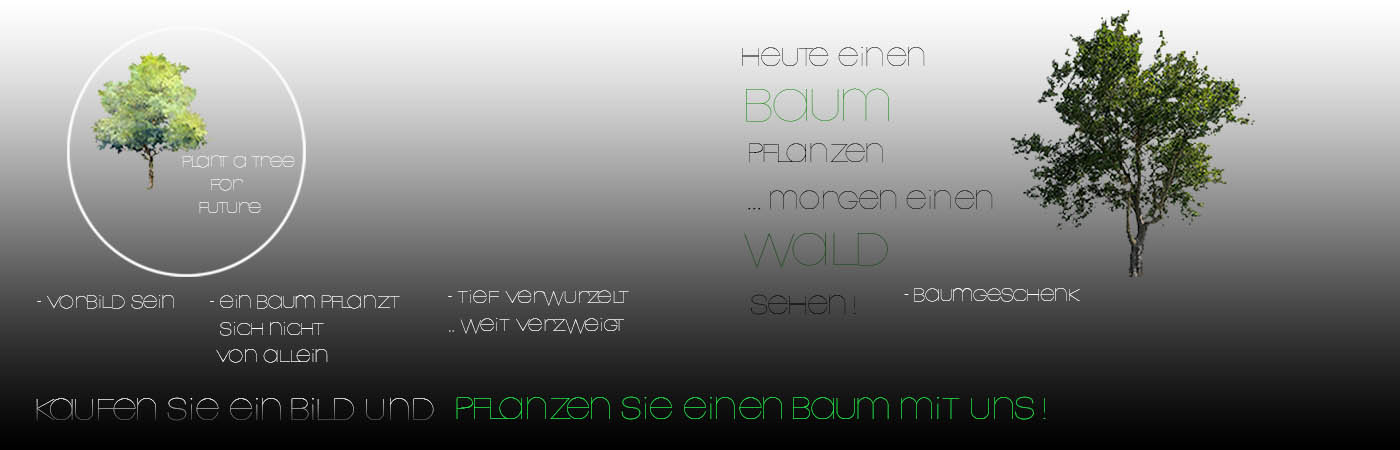 Plant a Tree
for
Future
Heute einen
Baum
pflanzen
... morgen einen
Wald
sehen!
- Vorbild sein
- ein Baum pflanzt
sich nicht
von allein
- Tief verwurzelt
.. weit verzweigt
- Baumgeschenk
Kaufen Sie ein Bild und pflanzen Sie einen Baum mit uns!